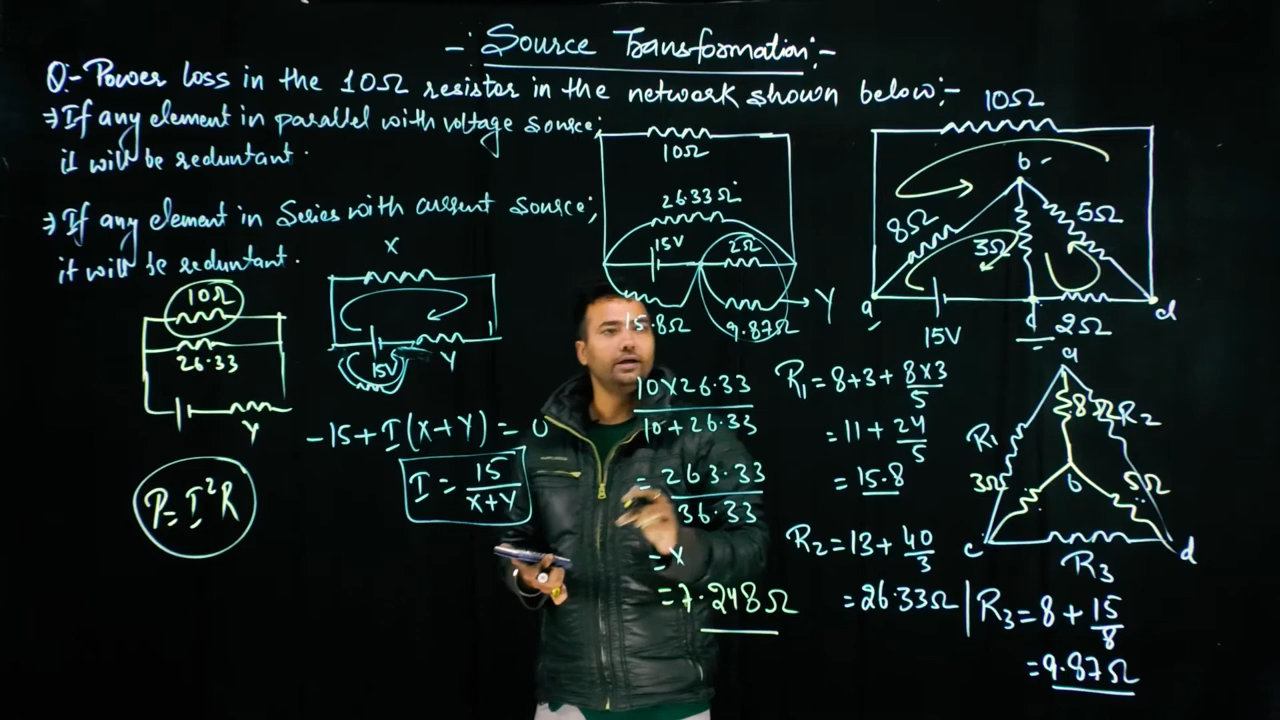 -: Source Transformation:-
Q:- Power loss in the 10Ω resistor in the network shown below:-
⇒ If any element in parallel with voltage source;
it will be reduntant.
⇒ If any element in Series with current source;
it will be reduntant.
10Ω
26.33
Y
X
15V
Y
-15+I(X+Y) = 0
I = 15/(X+Y)
P = I²R
10Ω
26.33Ω
15V
2Ω
15.8Ω
9.87Ω
Y
10×26.33/10+26.33
= 263.33/36.33
= X
= 7.248Ω
10Ω
b
8Ω
3Ω
5Ω
a
c
d
15V
2Ω
R₁ = 8+3+ 8×3/5
= 11+ 24/5
= 15.8
R₂ = 13+ 40/3
= 26.33Ω
R₃ = 8 + 15/8
= 9.87Ω
a
8Ω
R₂
R₁
3Ω
b
5Ω
c
d
R₃